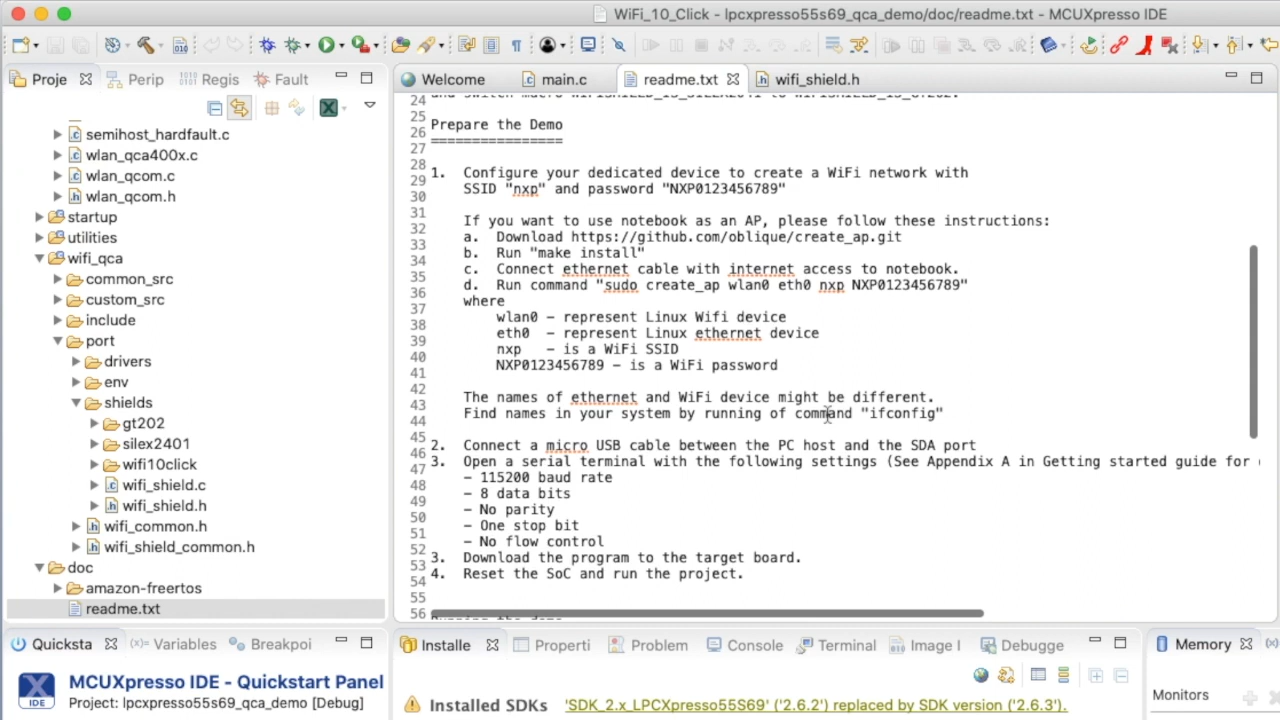 WiFi_10_Click - lpcxpresso55s69_qca_demo/doc/readme.txt - MCUXpresso IDE
Proje
Perip
Regis
Fault
semihost_hardfault.c
wlan_qca400x.c
wlan_qcom.c
wlan_qcom.h
startup
utilities
wifi_qca
common_src
custom_src
include
port
drivers
env
shields
gt202
silex2401
wifi10click
wifi_shield.c
wifi_shield.h
wifi_common.h
wifi_shield_common.h
doc
amazon-freertos
readme.txt
Welcome
main.c
readme.txt
wifi_shield.h
24
25
26 Prepare the Demo
27 ================
28
29 1. Configure your dedicated device to create a WiFi network with
30 SSID "nxp" and password "NXP0123456789"
31
32 If you want to use notebook as an AP, please follow these instructions:
33 a. Download https://github.com/oblique/create_ap.git
34 b. Run "make install"
35 c. Connect ethernet cable with internet access to notebook.
36 d. Run command "sudo create_ap wlan0 eth0 nxp NXP0123456789"
37 where
38 wlan0 – represent Linux Wifi device
39 eth0 – represent Linux ethernet device
40 nxp – is a WiFi SSID
41 NXP0123456789 – is a WiFi password
42
43 The names of ethernet and WiFi device might be different.
44 Find names in your system by running of command "ifconfig"
45
46 2. Connect a micro USB cable between the PC host and the SDA port
47 3. Open a serial terminal with the following settings (See Appendix A in Getting started guide for
48 – 115200 baud rate
49 – 8 data bits
50 – No parity
51 – One stop bit
52 – No flow control
53 3. Download the program to the target board.
54 4. Reset the SoC and run the project.
55
56
Quicksta
(x)= Variables
Breakpoi
MCUXpresso IDE - Quickstart Panel
IDE
Project: lpcxpresso55s69_qca_demo [Debug]
Installe
Properti
Problem
Console
Terminal
Image I
Debugge
Installed SDKs
'SDK_2.x_LPCXpresso55S69' ('2.6.2') replaced by SDK version ('2.6.3').
Memory
Monitors